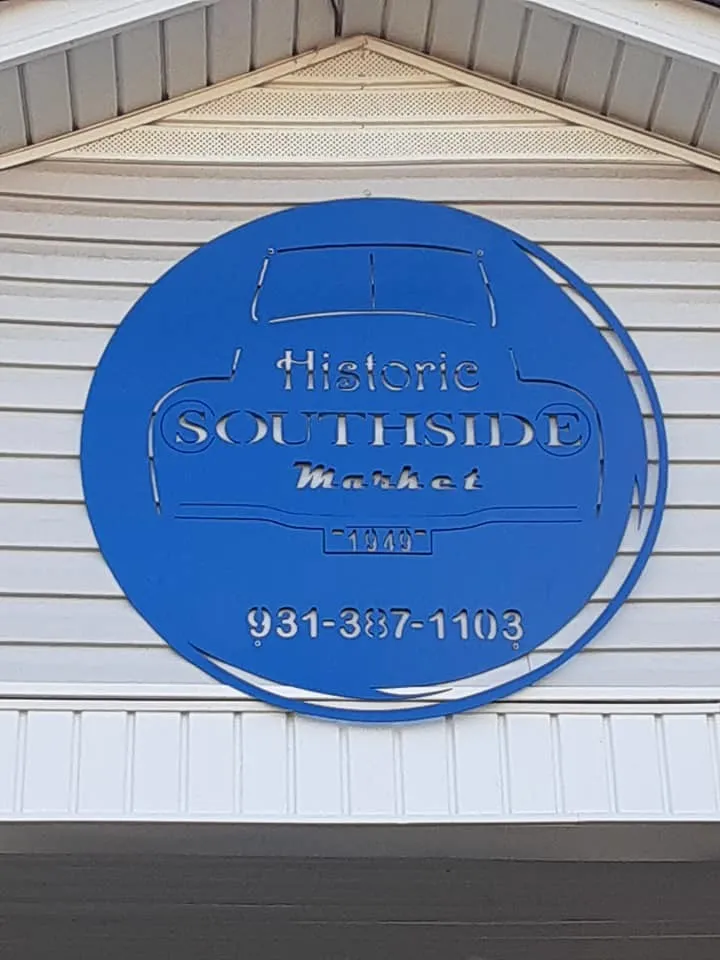 Historic
SOUTHSIDE
Market
"1949"
931-387-1103